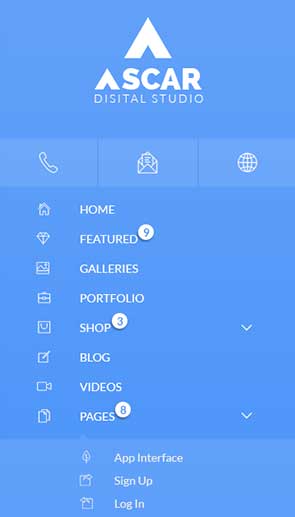 ASCAR
DISITAL STUDIO
HOME
FEATURED 9
GALLERIES
PORTFOLIO
SHOP 3
BLOG
VIDEOS
PAGES 8
App Interface
Sign Up
Log In